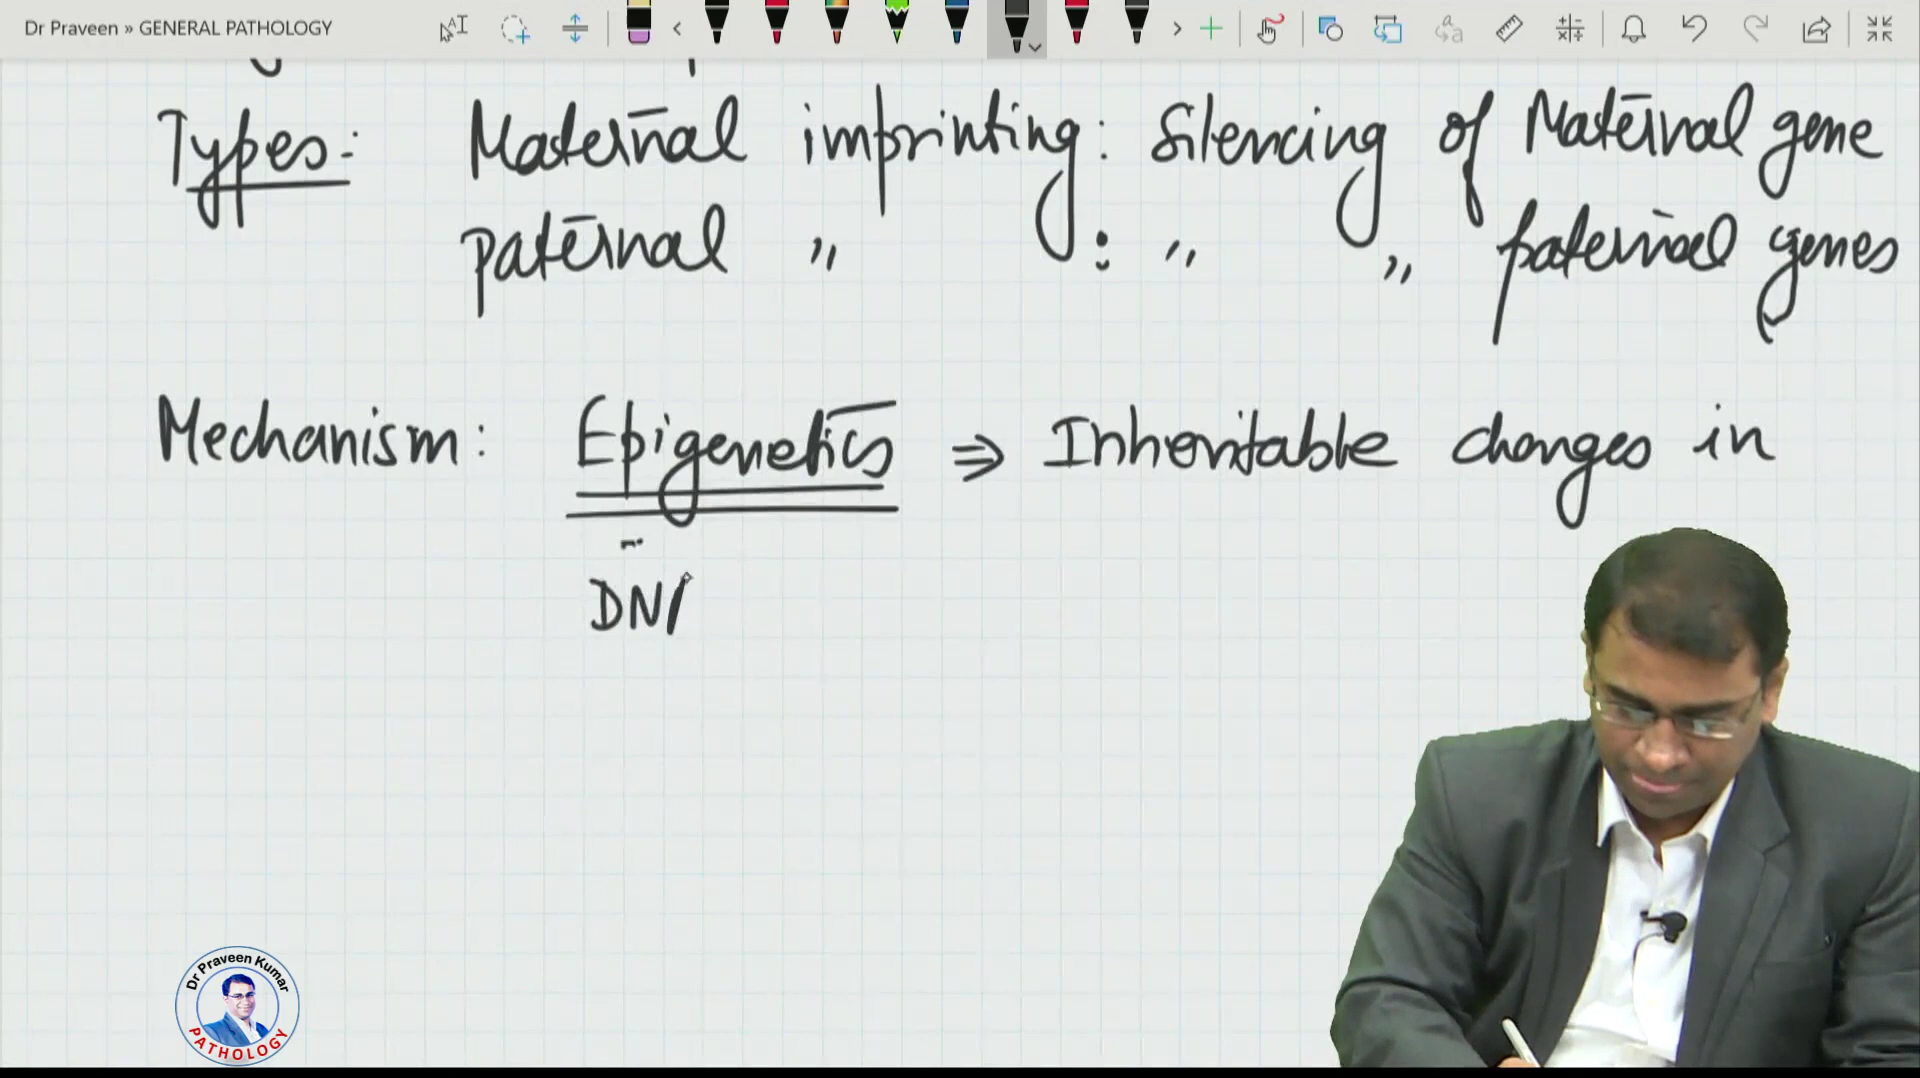 Dr Praveen » GENERAL PATHOLOGY
Types: Maternal imprinting: Silencing of Maternal gene
paternal " : " " paternal genes
Mechanism: Epigenetics ⇒ Inheritable changes in
DN
Dr Praveen Kumar
PATHOLOGY